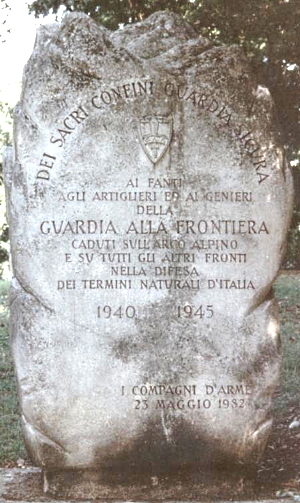 DEI SACRI CONFINI GUARDIA SICURA
AI FANTI
AGLI ARTIGLIERI ED AI GENIERI
DELLA
GUARDIA ALLA FRONTIERA
CADUTI SULL'ARCO ALPINO
E SU TUTTI GLI ALTRI FRONTI
NELLA DIFESA
DEI TERMINI NATURALI D'ITALIA
1940 1945
I COMPAGNI D'ARME
23 MAGGIO 1982